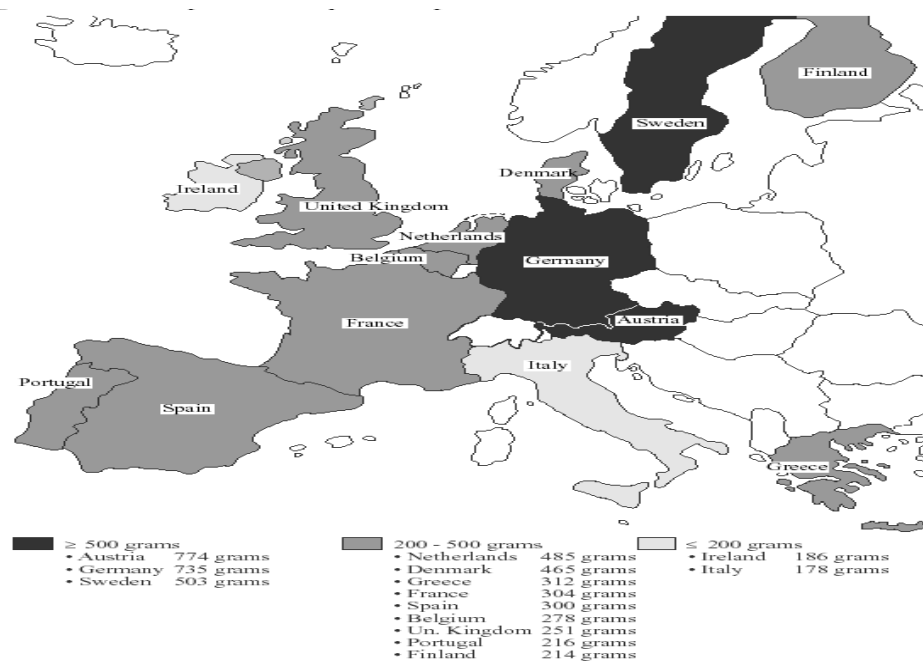 Finland
Sweden
Denmark
Ireland
United Kingdom
Netherlands
Belgium
Germany
Austria
France
Italy
Portugal
Spain
Greece
≥ 500 grams
• Austria 774 grams
• Germany 735 grams
• Sweden 503 grams
200 - 500 grams
• Netherlands 485 grams
• Denmark 465 grams
• Greece 312 grams
• France 304 grams
• Spain 300 grams
• Belgium 278 grams
• Un. Kingdom 251 grams
• Portugal 216 grams
• Finland 214 grams
≤ 200 grams
• Ireland 186 grams
• Italy 178 grams